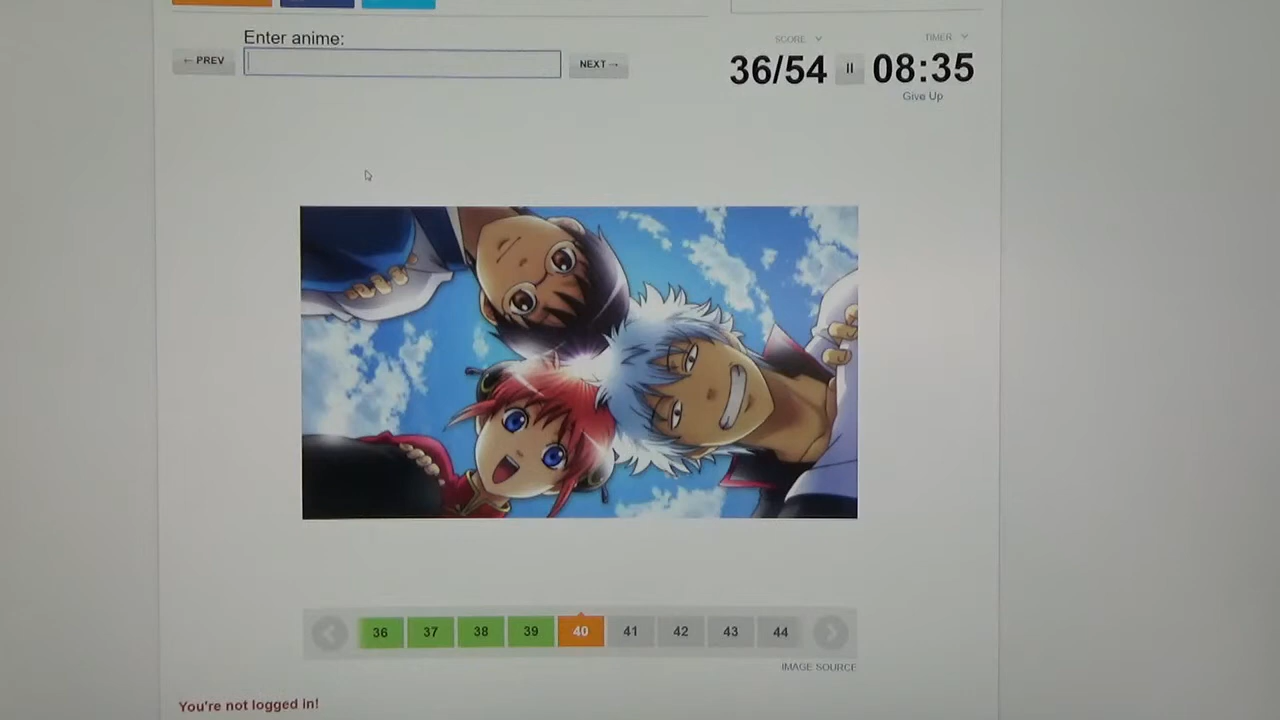 Enter anime:
← PREV
NEXT →
SCORE
36/54
TIMER
08:35
Give Up
36 37 38 39 40 41 42 43 44
IMAGE SOURCE
You're not logged in!